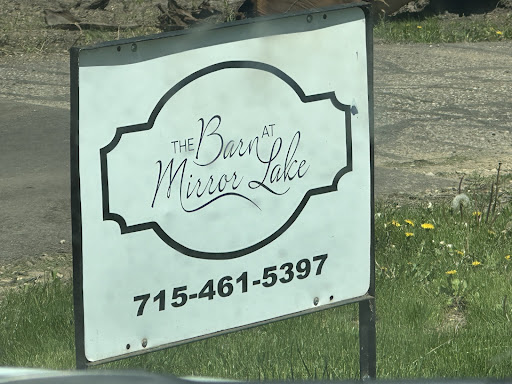 THE Barn AT
Mirror Lake
715-461-5397